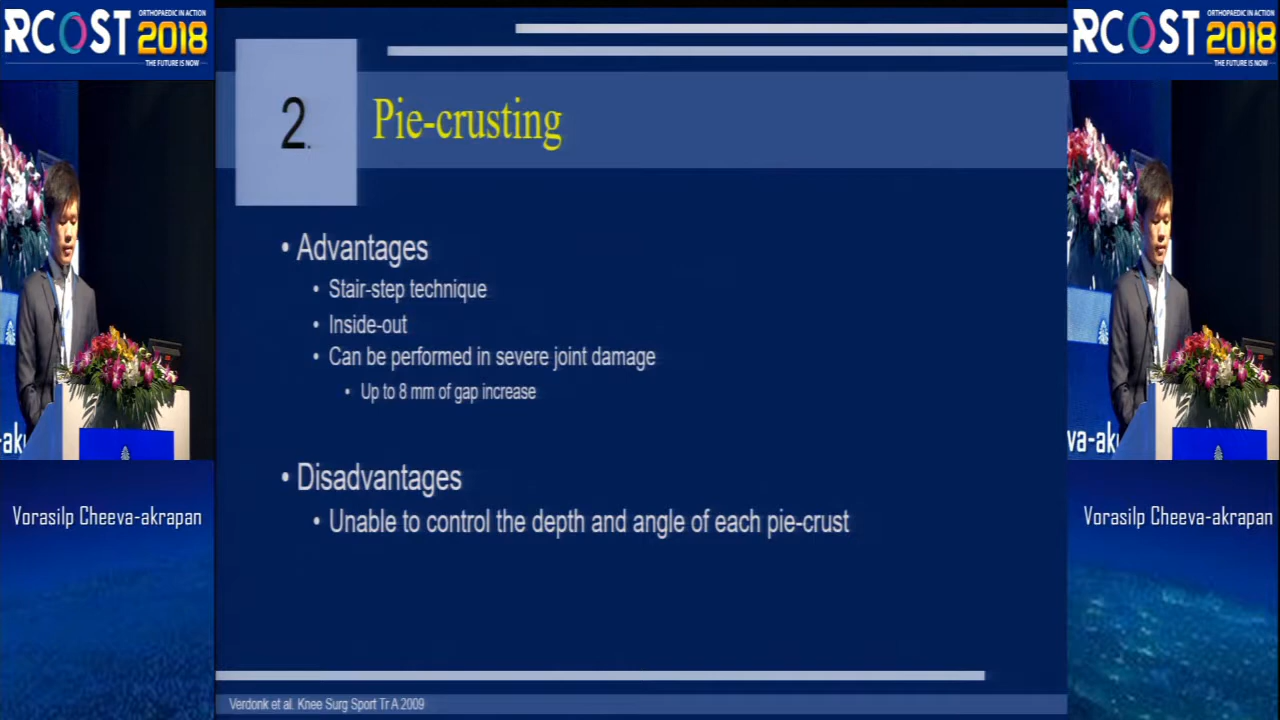 ORTHOPAEDIC IN ACTION
RCOST 2018
THE FUTURE IS NOW
ORTHOPAEDIC IN ACTION
RCOST 2018
THE FUTURE IS NOW
2.
Pie-crusting
• Advantages
• Stair-step technique
• Inside-out
• Can be performed in severe joint damage
• Up to 8 mm of gap increase
• Disadvantages
• Unable to control the depth and angle of each pie-crust
Verdonk et al. Knee Surg Sport Tr A 2009
-ak
va-ak
Vorasilp Cheeva-akrapan
Vorasilp Cheeva-akrapan